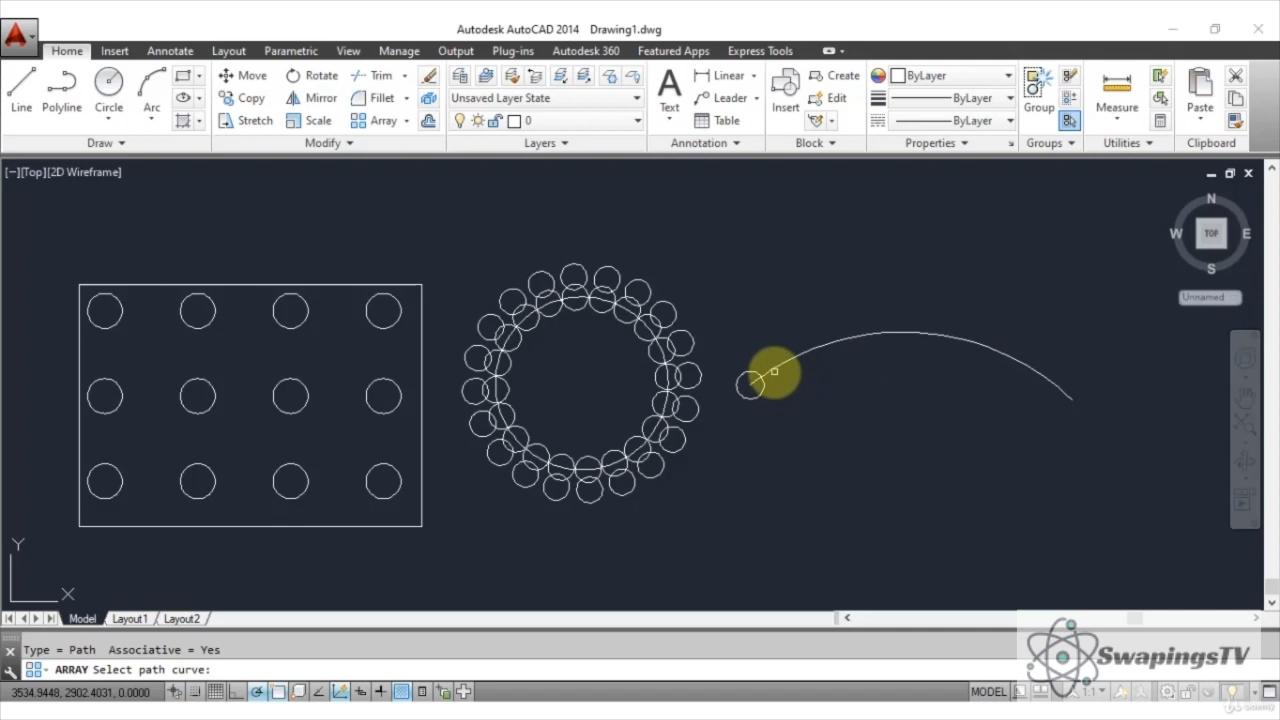 Autodesk AutoCAD 2014 Drawing1.dwg
Home Insert Annotate Layout Parametric View Manage Output Plug-ins Autodesk 360 Featured Apps Express Tools
Line Polyline Circle Arc
Move Rotate Trim
Copy Mirror Fillet
Stretch Scale Array
Unsaved Layer State
0
Text Linear
Leader
Table
Insert Create
Edit
ByLayer
ByLayer
ByLayer
Group Measure Paste
Draw Modify Layers Annotation Block Properties Groups Utilities Clipboard
[−][Top][2D Wireframe]
N
W TOP E
S
Unnamed
Y
X
Model Layout1 Layout2
Type = Path Associative = Yes
ARRAY Select path curve:
SwapingsTV
3534.9448, 2902.4031, 0.0000 MODEL 1:1
Udemy